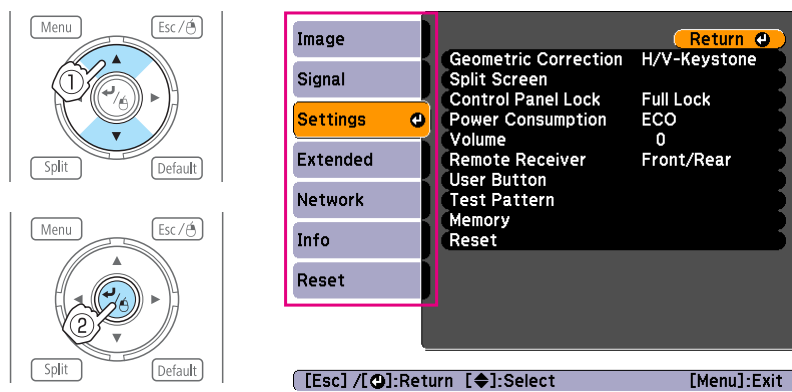 Menu
Esc/
1
Split
Default
Menu
Esc/
2
Split
Default
Image
Signal
Settings
Extended
Network
Info
Reset
Return
Geometric Correction H/V-Keystone
Split Screen
Control Panel Lock Full Lock
Power Consumption ECO
Volume 0
Remote Receiver Front/Rear
User Button
Test Pattern
Memory
Reset
[Esc] /[ ]:Return [ ]:Select [Menu]:Exit